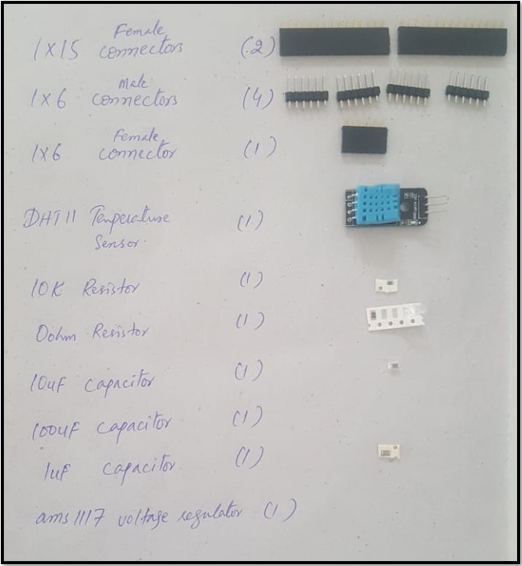 1X15 Female connectors (2)
1X6 Male connectors (4)
1X6 Female connector (1)
DHT11 Temperature Sensor (1)
10K Resistor (1)
0ohm Resistor (1)
10uF capacitor (1)
100uF capacitor (1)
1uF capacitor (1)
ams1117 voltage regulator (1)